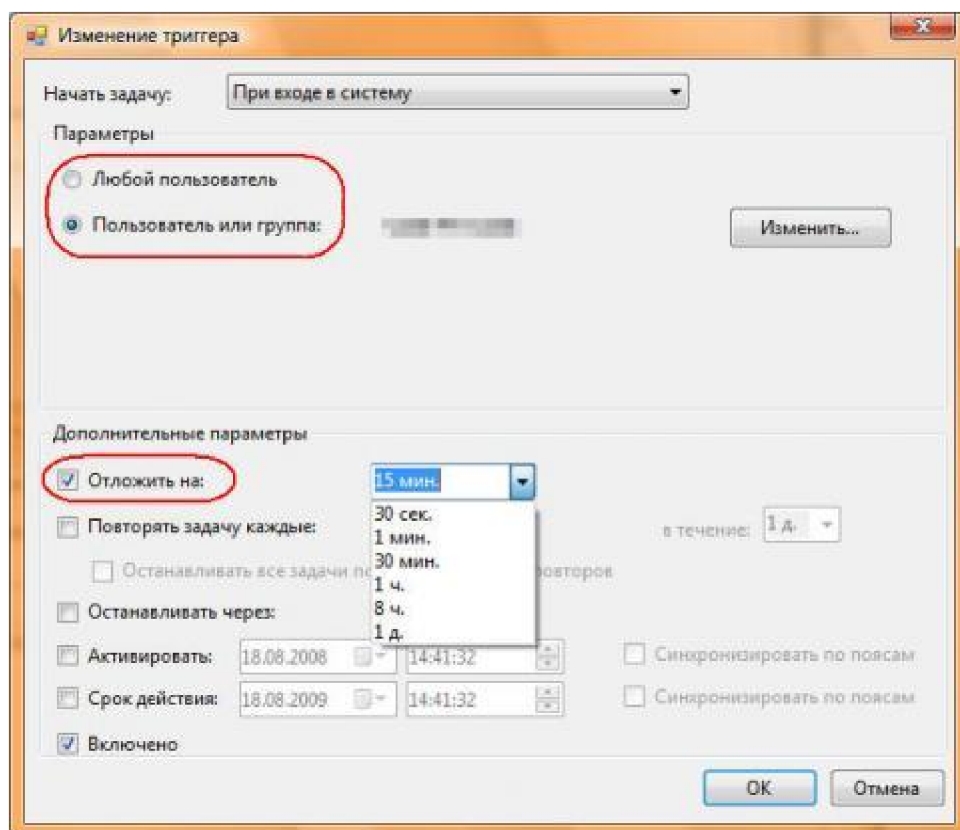 Изменение триггера
Начать задачу: При входе в систему
Параметры
Любой пользователь
Пользователь или группа: Изменить...
Дополнительные параметры
Отложить на: 15 мин.
30 сек.
Повторять задачу каждые: в течение: 1 д.
1 мин.
30 мин.
Останавливать все задачи повторов
1 ч.
Останавливать через: 8 ч.
1 д.
Активировать: 18.08.2008 14:41:32 Синхронизировать по поясам
Срок действия: 18.08.2009 14:41:32 Синхронизировать по поясам
Включено
OK Отмена